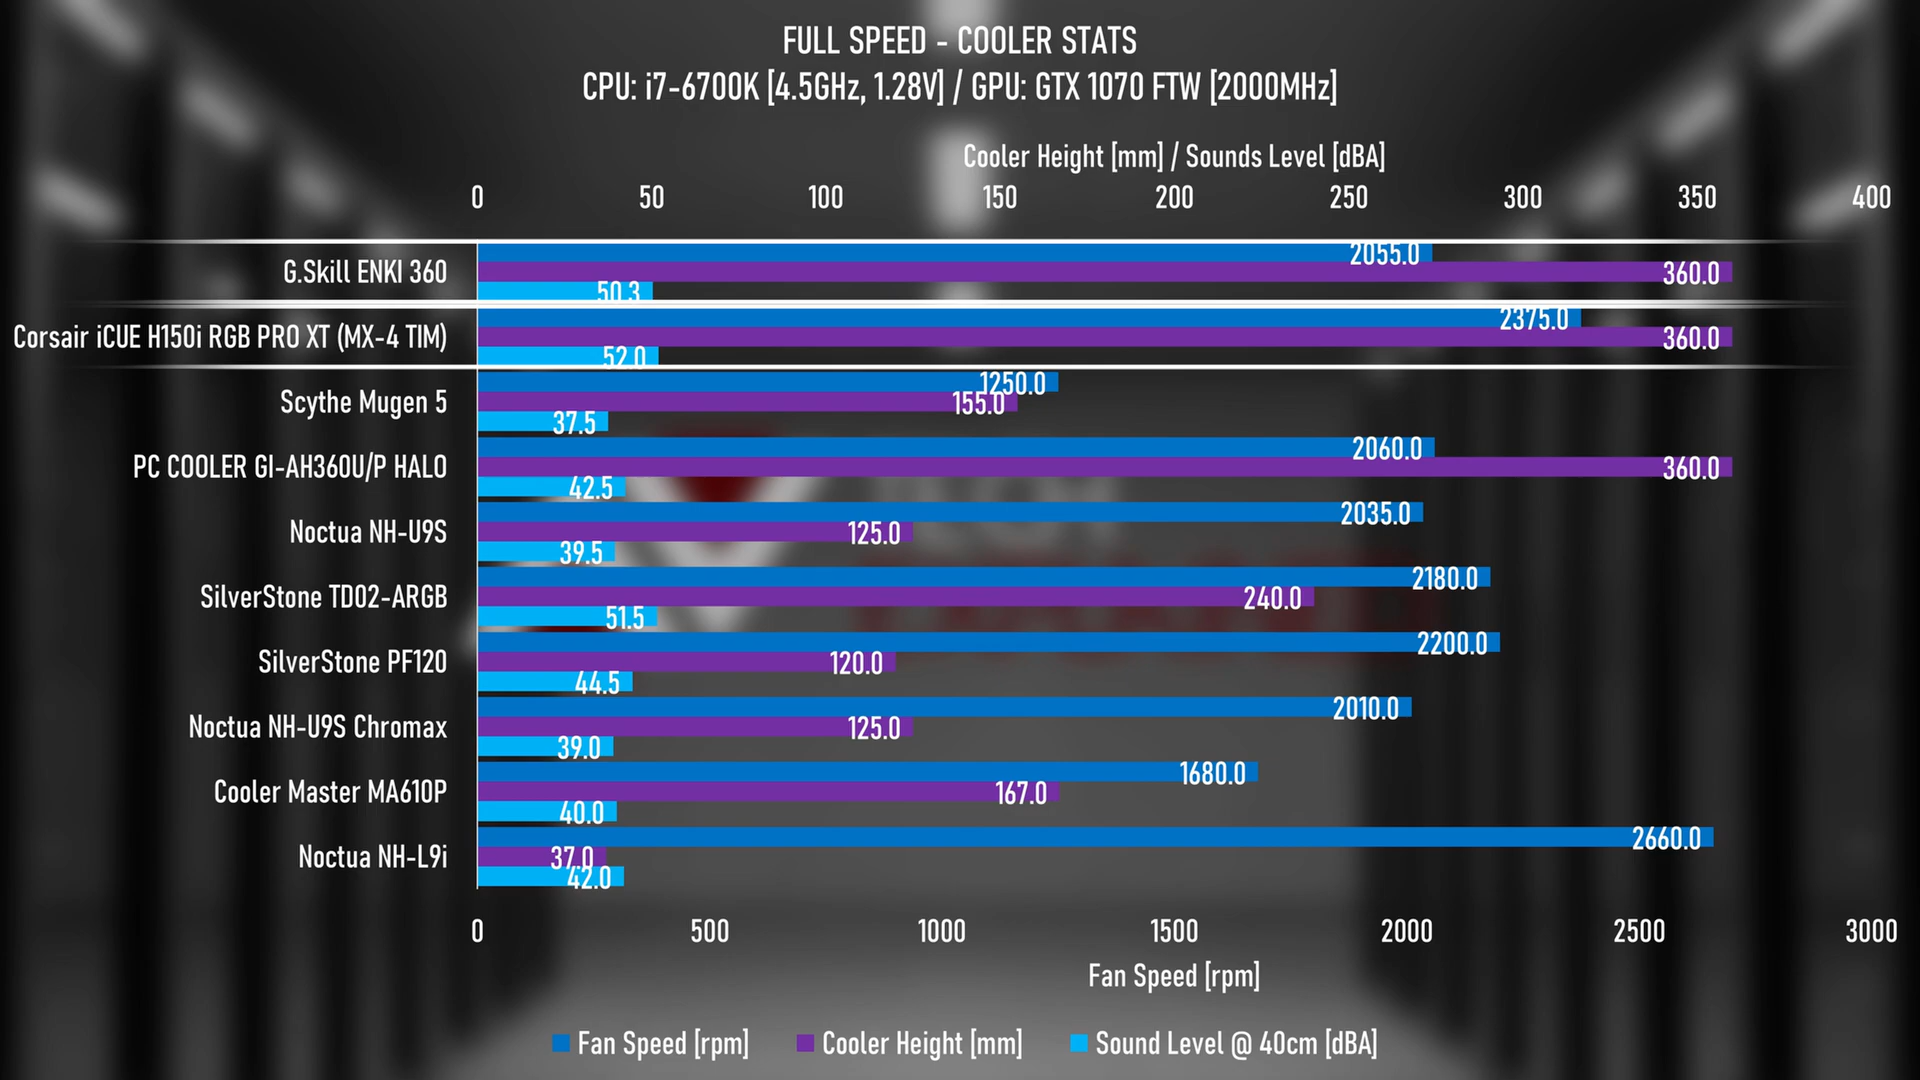 FULL SPEED - COOLER STATS
CPU: i7-6700K [4.5GHz, 1.28V] / GPU: GTX 1070 FTW [2000MHz]
Cooler Height [mm] / Sounds Level [dBA]
0 50 100 150 200 250 300 350 400
G.Skill ENKI 360 2055.0 360.0 50.3
Corsair iCUE H150i RGB PRO XT (MX-4 TIM) 2375.0 360.0 52.0
Scythe Mugen 5 1250.0 155.0 37.5
PC COOLER GI-AH360U/P HALO 2060.0 360.0 42.5
Noctua NH-U9S 2035.0 125.0 39.5
SilverStone TD02-ARGB 2180.0 240.0 51.5
SilverStone PF120 2200.0 120.0 44.5
Noctua NH-U9S Chromax 2010.0 125.0 39.0
Cooler Master MA610P 1680.0 167.0 40.0
Noctua NH-L9i 2660.0 37.0 42.0
0 500 1000 1500 2000 2500 3000
Fan Speed [rpm]
Fan Speed [rpm] Cooler Height [mm] Sound Level @ 40cm [dBA]